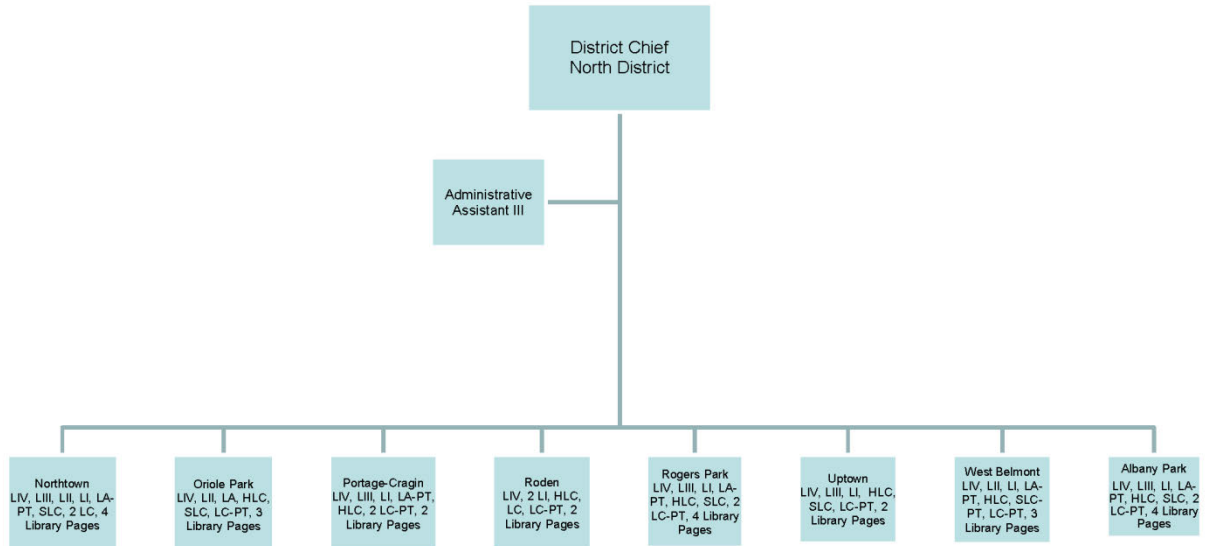 District Chief
North District
Administrative
Assistant III
Northtown
LIV, LIII, LII, LI, LA-
PT, SLC, 2 LC, 4
Library Pages
Oriole Park
LIV, LII, LA, HLC,
SLC, LC-PT, 3
Library Pages
Portage-Cragin
LIV, LIII, LI, LA-PT,
HLC, 2 LC-PT, 2
Library Pages
Roden
LIV, 2 LI, HLC,
LC, LC-PT, 2
Library Pages
Rogers Park
LIV, LIII, LI, LA-
PT, HLC, SLC, 2
LC-PT, 4 Library
Pages
Uptown
LIV, LIII, LI, HLC,
SLC, LC-PT, 2
Library Pages
West Belmont
LIV, LII, LI, LA-
PT, HLC, SLC-
PT, LC-PT, 3
Library Pages
Albany Park
LIV, LIII, LI, LA-
PT, HLC, SLC, 2
LC-PT, 4 Library
Pages